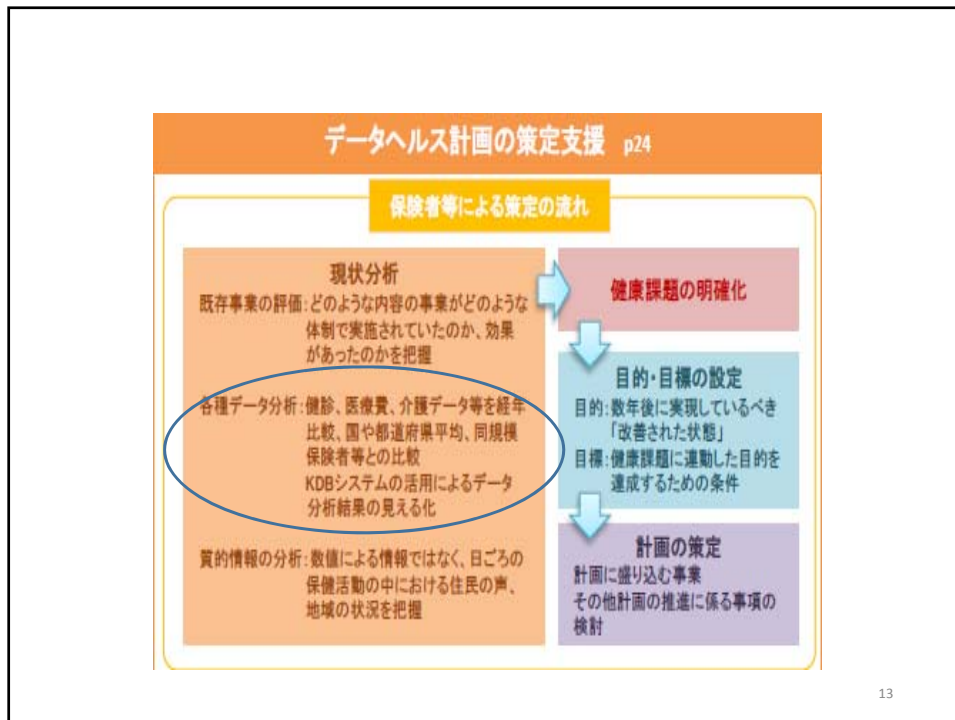 データヘルス計画の策定支援 p24
保険者等による策定の流れ
現状分析
既存事業の評価:どのような内容の事業がどのような
体制で実施されていたのか、効果
があったのかを把握
各種データ分析:健診、医療費、介護データ等を経年
比較、国や都道府県平均、同規模
保険者等との比較
KDBシステムの活用によるデータ
分析結果の見える化
質的情報の分析:数値による情報ではなく、日ごろの
保健活動の中における住民の声、
地域の状況を把握
健康課題の明確化
目的・目標の設定
目的:数年後に実現しているべき
「改善された状態」
目標:健康課題に連動した目的を
達成するための条件
計画の策定
計画に盛り込む事業
その他計画の推進に係る事項の
検討
13